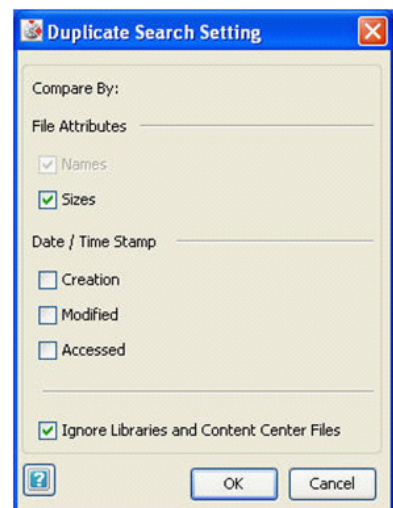 Duplicate Search Setting
Compare By:
File Attributes
Names
Sizes
Date / Time Stamp
Creation
Modified
Accessed
Ignore Libraries and Content Center Files
?
OK
Cancel